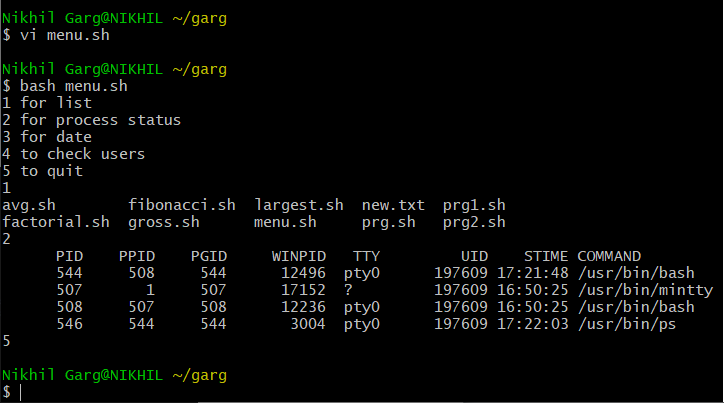 Nikhil Garg@NIKHIL ~/garg
$ vi menu.sh
Nikhil Garg@NIKHIL ~/garg
$ bash menu.sh
1 for list
2 for process status
3 for date
4 to check users
5 to quit
1
avg.sh        fibonacci.sh  largest.sh  new.txt  prg1.sh
factorial.sh  gross.sh      menu.sh     prg.sh   prg2.sh
2
      PID    PPID    PGID     WINPID   TTY         UID    STIME COMMAND
      544     508     544      12496  pty0      197609 17:21:48 /usr/bin/bash
      507       1     507      17152  ?         197609 16:50:25 /usr/bin/mintty
      508     507     508      12236  pty0      197609 16:50:25 /usr/bin/bash
      546     544     544       3004  pty0      197609 17:22:03 /usr/bin/ps
5
Nikhil Garg@NIKHIL ~/garg
$